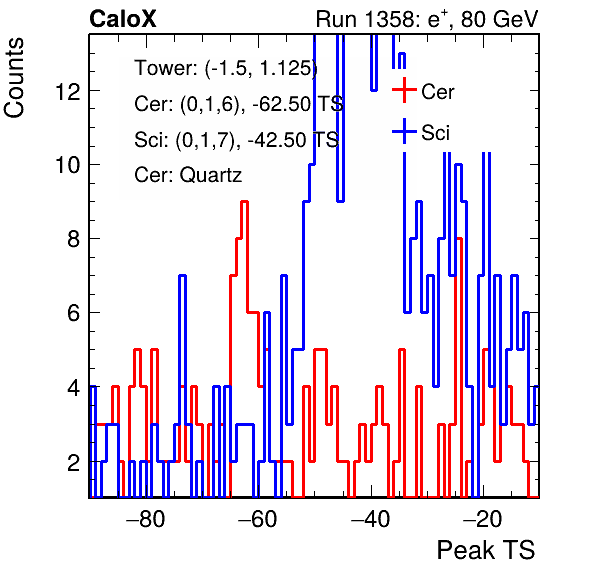 CaloX Run 1358: e⁺, 80 GeV
Counts
Tower: (-1.5, 1.125)
Cer: (0,1,6), -62.50 TS
Sci: (0,1,7), -42.50 TS
Cer: Quartz
Cer
Sci
12
10
8
6
4
2
−80 −60 −40 −20
Peak TS